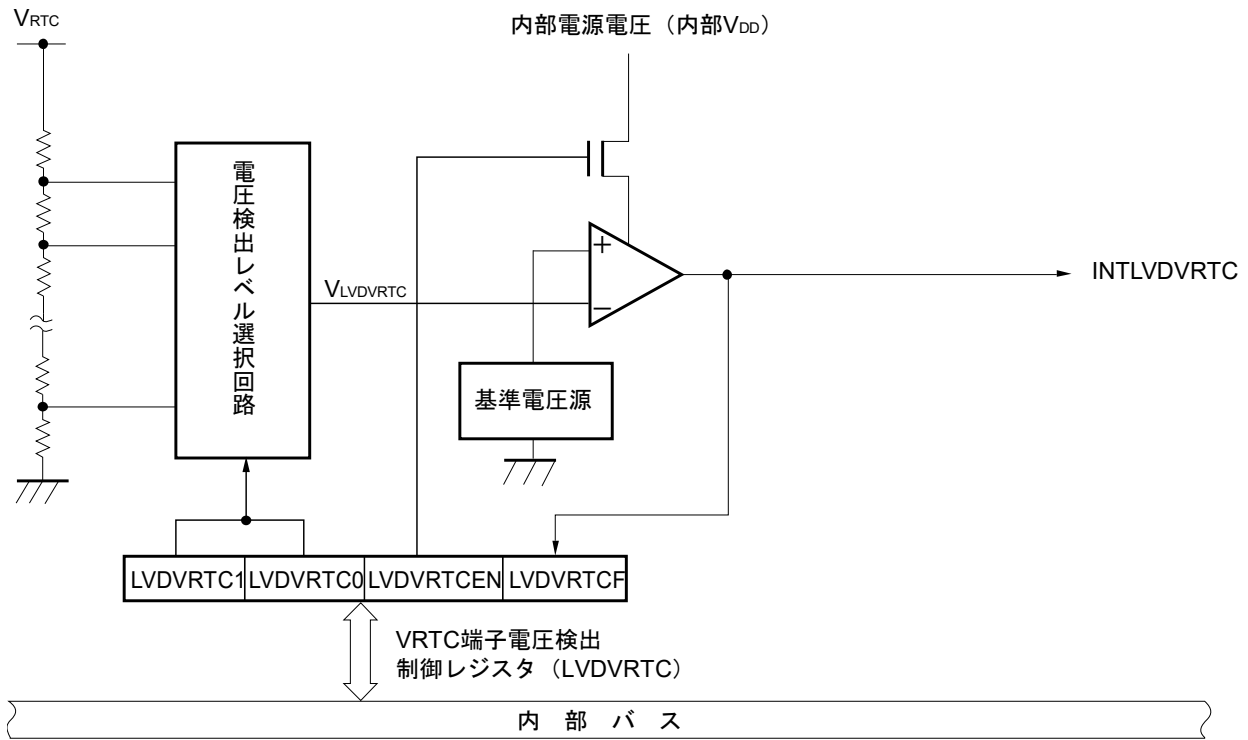 VRTC
内部電源電圧（内部VDD）
電圧検出レベル選択回路
VLVDVRTC
+
−
INTLVDVRTC
基準電圧源
LVDVRTC1 LVDVRTC0 LVDVRTCEN LVDVRTCF
VRTC端子電圧検出
制御レジスタ（LVDVRTC）
内 部 バ ス